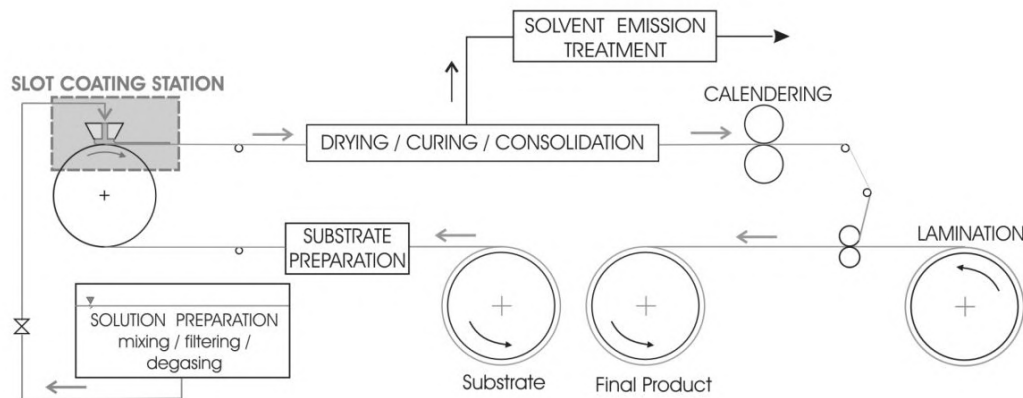 SOLVENT EMISSION
TREATMENT
SLOT COATING STATION
CALENDERING
DRYING / CURING / CONSOLIDATION
SUBSTRATE
PREPARATION
LAMINATION
SOLUTION PREPARATION
mixing / filtering /
degasing
Substrate
Final Product